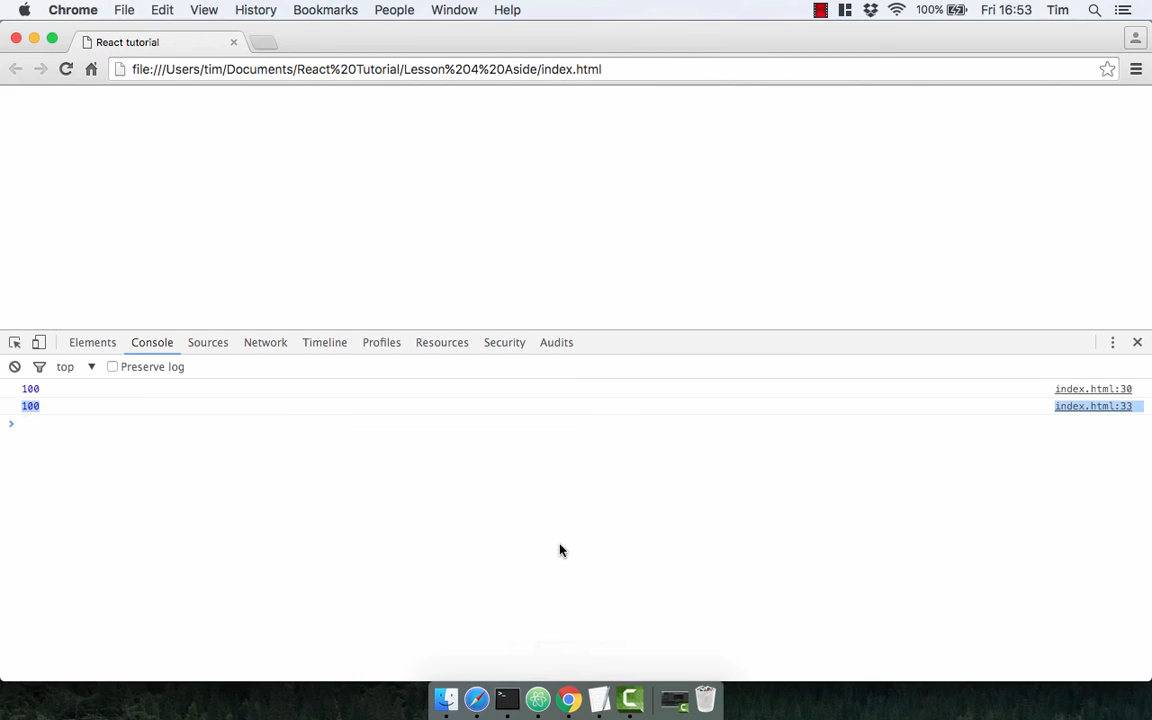 Chrome File Edit View History Bookmarks People Window Help 100% Fri 16:53 Tim
React tutorial
file:///Users/tim/Documents/React%20Tutorial/Lesson%204%20Aside/index.html
Elements Console Sources Network Timeline Profiles Resources Security Audits
top Preserve log
100 index.html:30
100 index.html:33